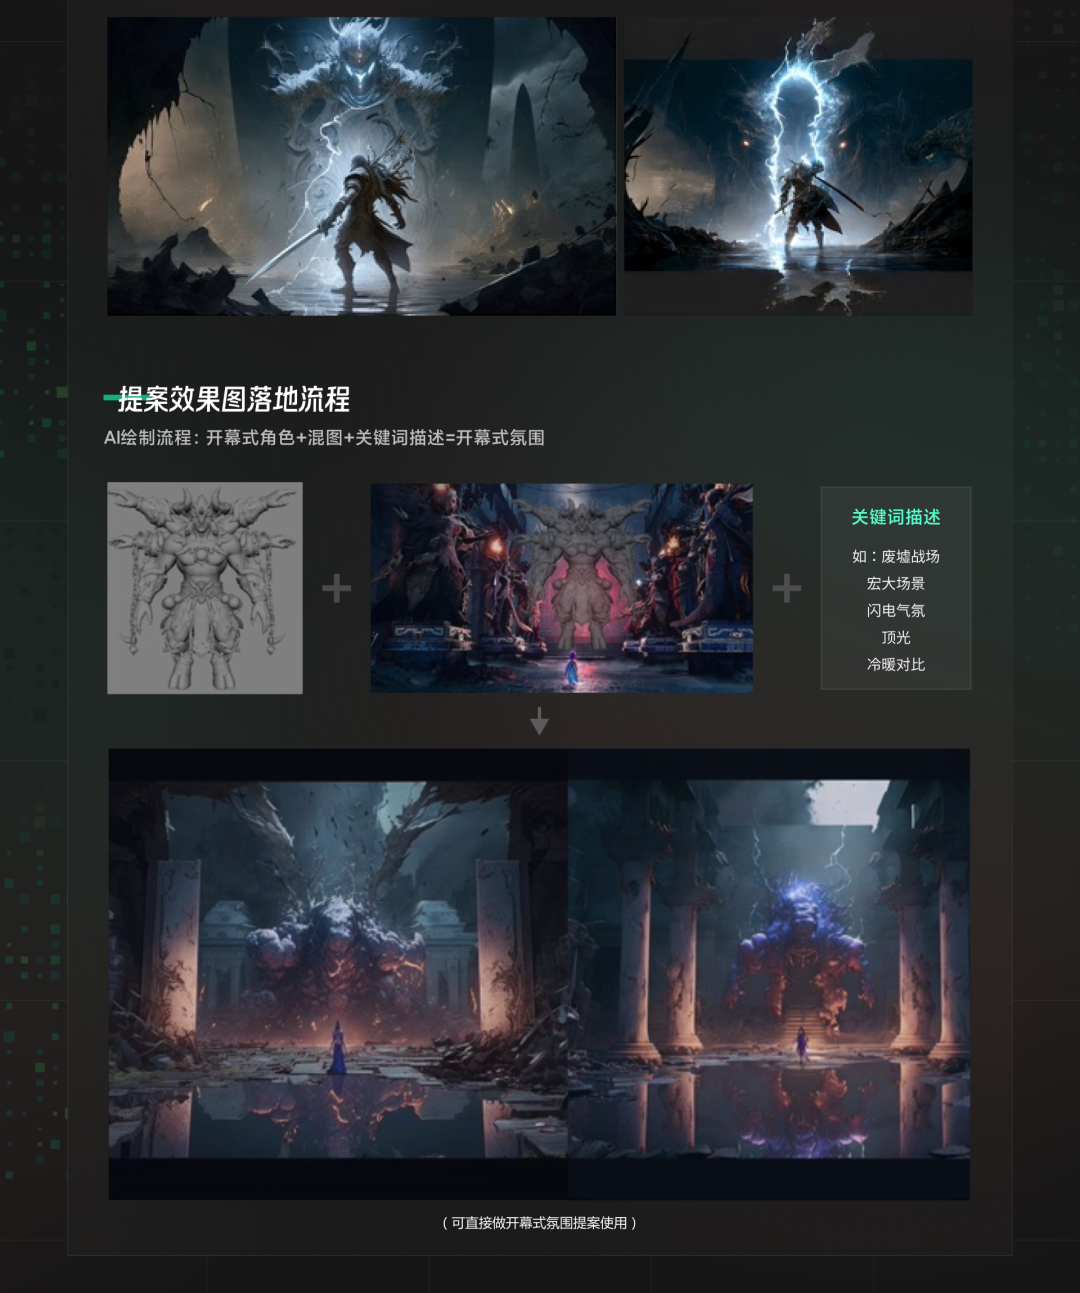 提案效果图落地流程
AI绘制流程：开幕式角色+混图+关键词描述=开幕式氛围
关键词描述
如：废墟战场
宏大场景
闪电气氛
顶光
冷暖对比
（可直接做开幕式氛围提案使用）